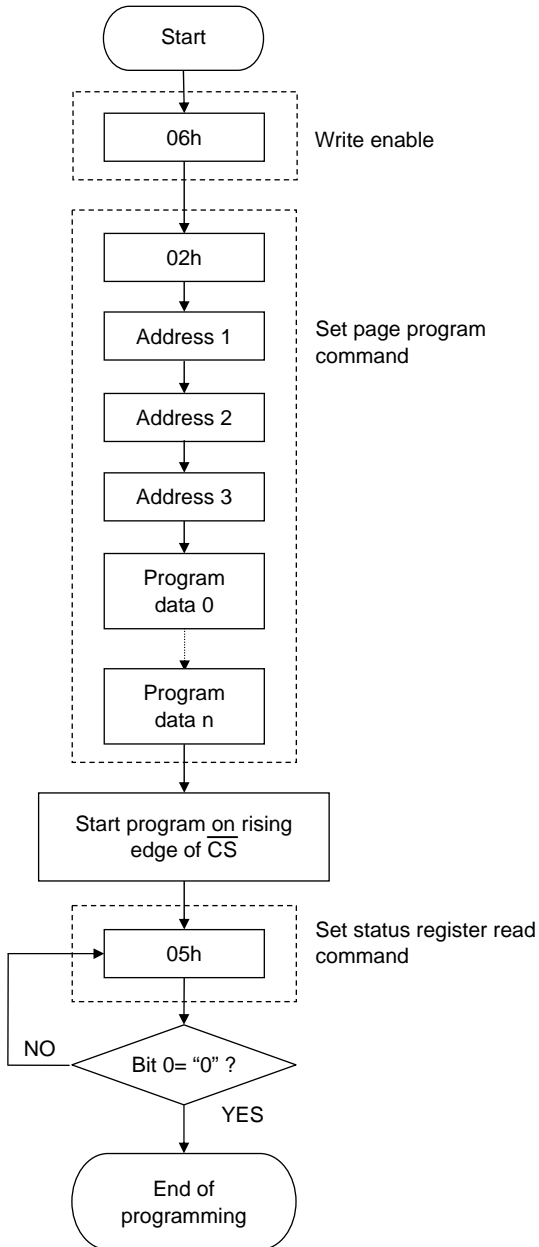 Start
06h
Write enable
02h
Set page program
command
Address 1
Address 2
Address 3
Program
data 0
Program
data n
Start program on rising
edge of C̅S̅
Set status register read
command
05h
NO
Bit 0= “0” ?
YES
End of
programming